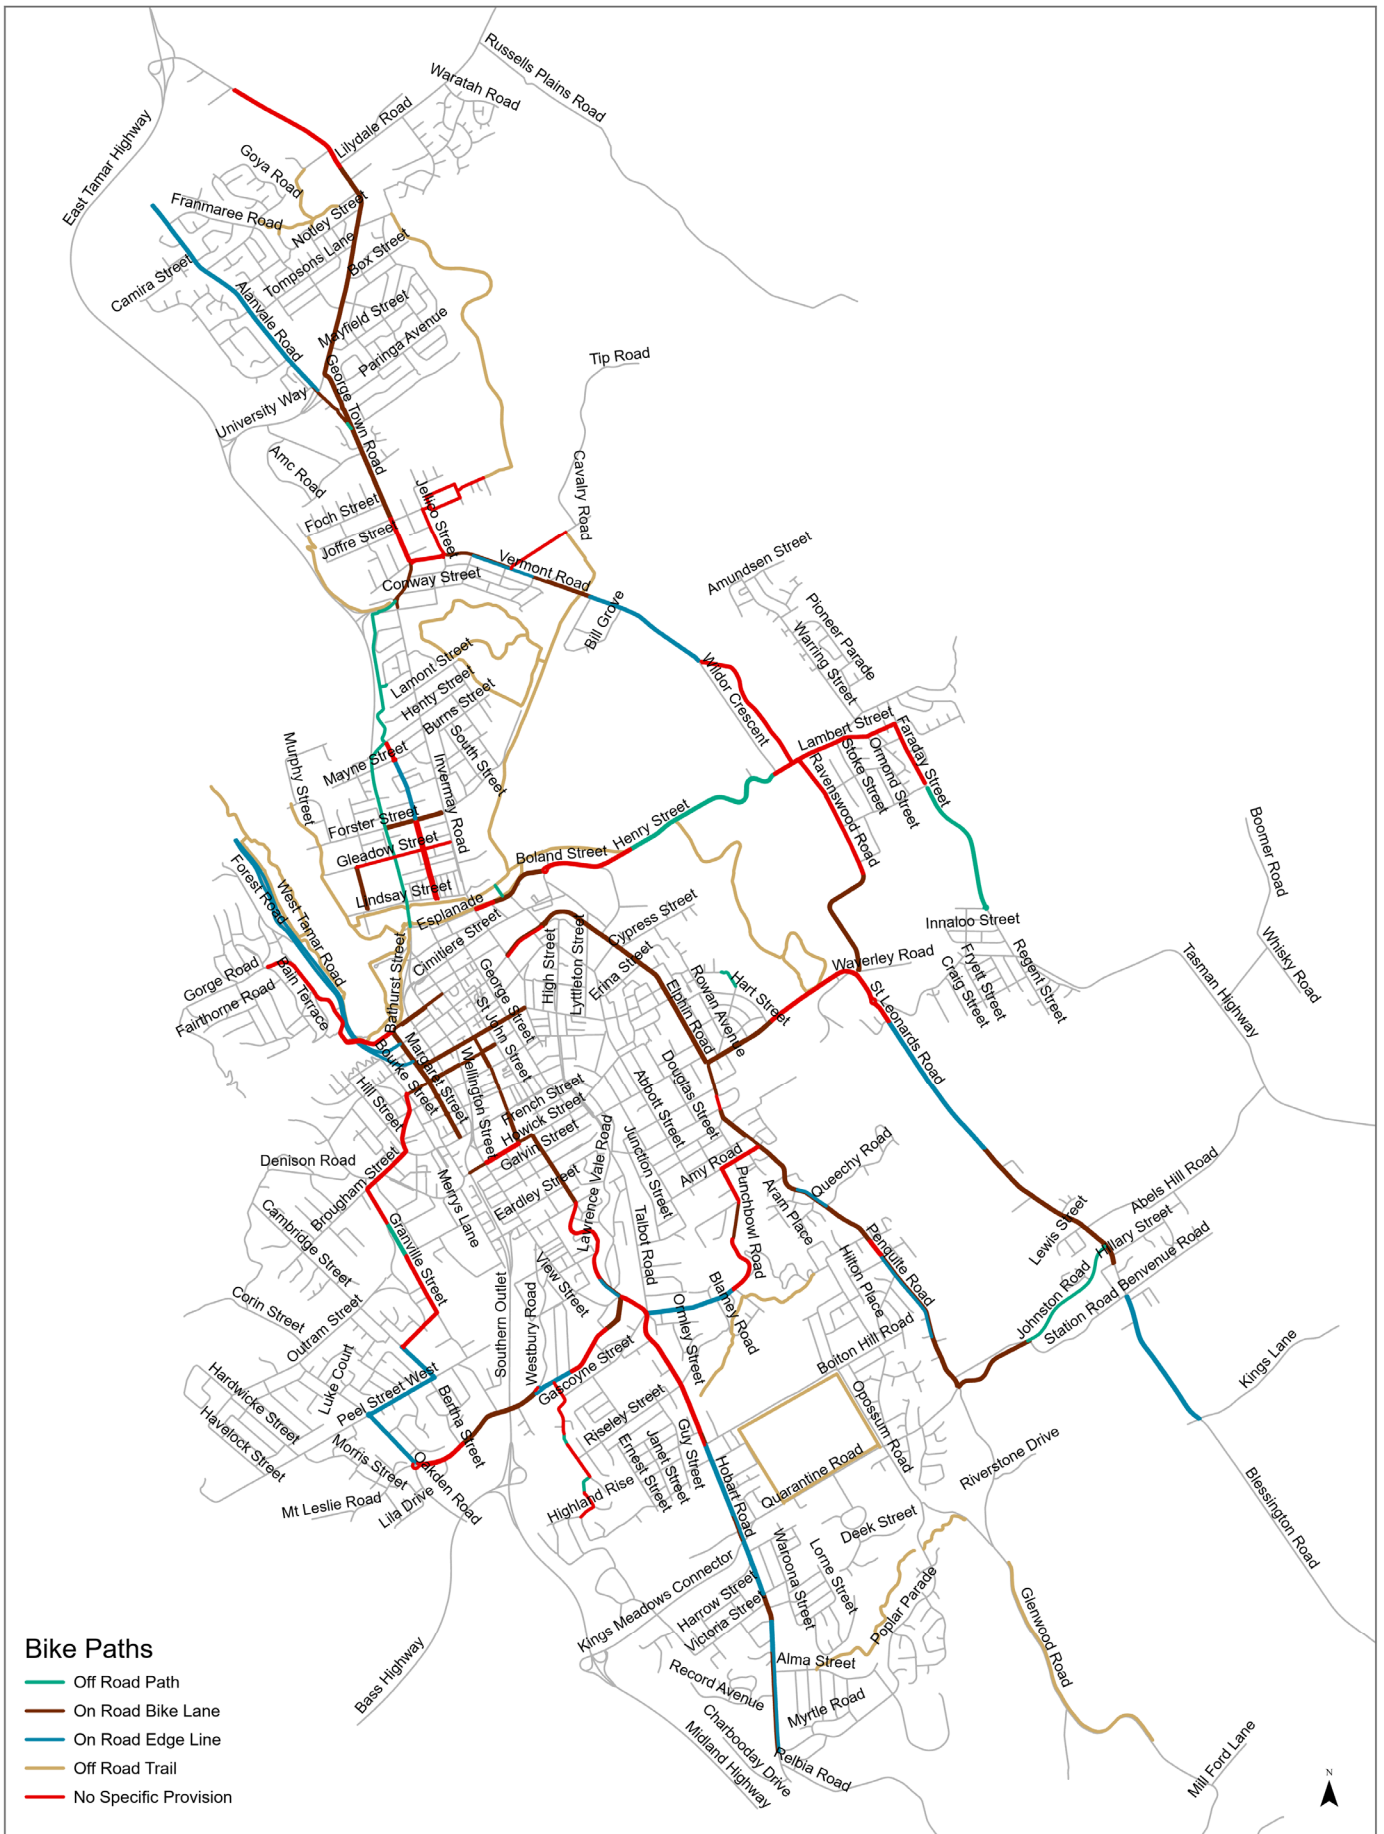 Russells Plains Road
Waratah Road
Lilydale Road
East Tamar Highway
Goya Road
Franmaree Road
Notley Street
Tompsons Lane
Box Street
Camira Street
Alanvale Road
Mayfield Street
Paringa Avenue
Tip Road
University Way
George Town Road
Amc Road
Cavalry Road
Foch Street
Jellico Street
Joffre Street
Vermont Road
Conway Street
Amundsen Street
Bill Grove
Pioneer Parade
Warring Street
Lamont Street
Henty Street
Burns Street
Wildor Crescent
South Street
Murphy Street
Mayne Street
Lambert Street
Faraday Street
Stoke Street
Ormond Street
Ravenswood Road
Invermay Road
Forster Street
Henry Street
Boomer Road
Gleadow Street
Boland Street
Forest Road
West Tamar Road
Lindsay Street
Esplanade
Cypress Street
Innaloo Street
Cimitiere Street
Bathurst Street
High Street
Lyttleton Street
Erina Street
Waverley Road
Whisky Road
Gorge Road
Bain Terrace
Fairthorne Road
George Street
St John Street
Rowan Avenue
Hart Street
Elphin Road
St Leonards Road
Craig Street
Fryett Street
Regent Street
Tasman Highway
Bourke Street
Margaret Street
Wellington Street
Hill Street
French Street
Howick Street
Galvin Street
Abbott Street
Douglas Street
Junction Street
Lawrence Vale Road
Denison Road
Brougham Street
Merrys Lane
Eardley Street
Amy Road
Punchbowl Road
Aram Place
Queechy Road
Abels Hill Road
Lewis Street
Hillary Street
Benvenue Road
Cambridge Street
Granville Street
Talbot Road
Penquite Road
Hilton Place
View Street
Johnston Road
Station Road
Corin Street
Outram Street
Southern Outlet
Westbury Road
Ormley Street
Blamey Road
Boiton Hill Road
Kings Lane
Hardwicke Street
Luke Court
Peel Street West
Gascoyne Street
Havelock Street
Bertha Street
Riseley Street
Opossum Road
Morris Street
Oakden Road
Ernest Street
Janet Street
Guy Street
Hobart Road
Quarantine Road
Riverstone Drive
Blessington Road
Mt Leslie Road
Lila Drive
Highland Rise
Deek Street
Waroona Street
Lorne Street
Kings Meadows Connector
Harrow Street
Victoria Street
Poplar Parade
Glenwood Road
Bass Highway
Alma Street
Record Avenue
Myrtle Road
Charbooday Drive
Midland Highway
Relbia Road
Mill Ford Lane
Bike Paths
Off Road Path
On Road Bike Lane
On Road Edge Line
Off Road Trail
No Specific Provision
N